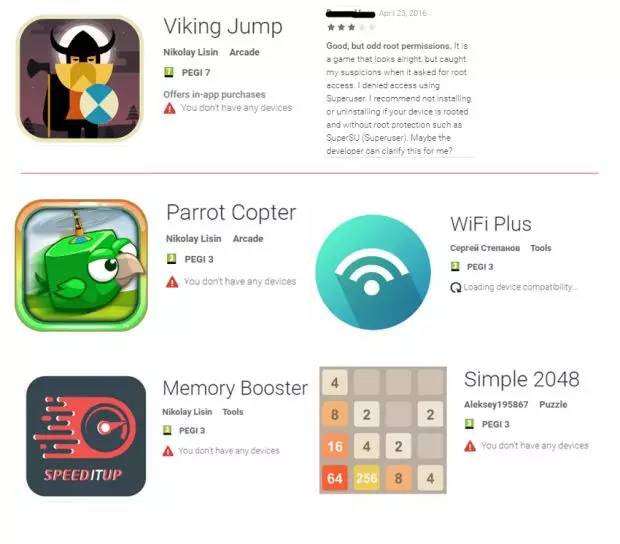 Viking Jump
Nikolay Lisin Arcade
3 PEGI 7
Offers in-app purchases
You don't have any devices
April 23, 2016
Good, but odd root permissions. It is
a game that looks alright, but caught
my suspicions when it asked for root
access. I denied access using
Superuser. I recommend not installing
or uninstalling if your device is rooted
and without root protection such as
SuperSU (Superuser). Maybe the
developer can clarify this for me?
Parrot Copter
Nikolay Lisin Arcade
3 PEGI 3
You don't have any devices
WiFi Plus
Сергей Степанов Tools
3 PEGI 3
Loading device compatibility...
SPEEDITUP
Memory Booster
Nikolay Lisin Tools
3 PEGI 3
You don't have any devices
4
8 2 2
16 4 2
64 256 8 4
Simple 2048
Aleksey195867 Puzzle
3 PEGI 3
You don't have any devices